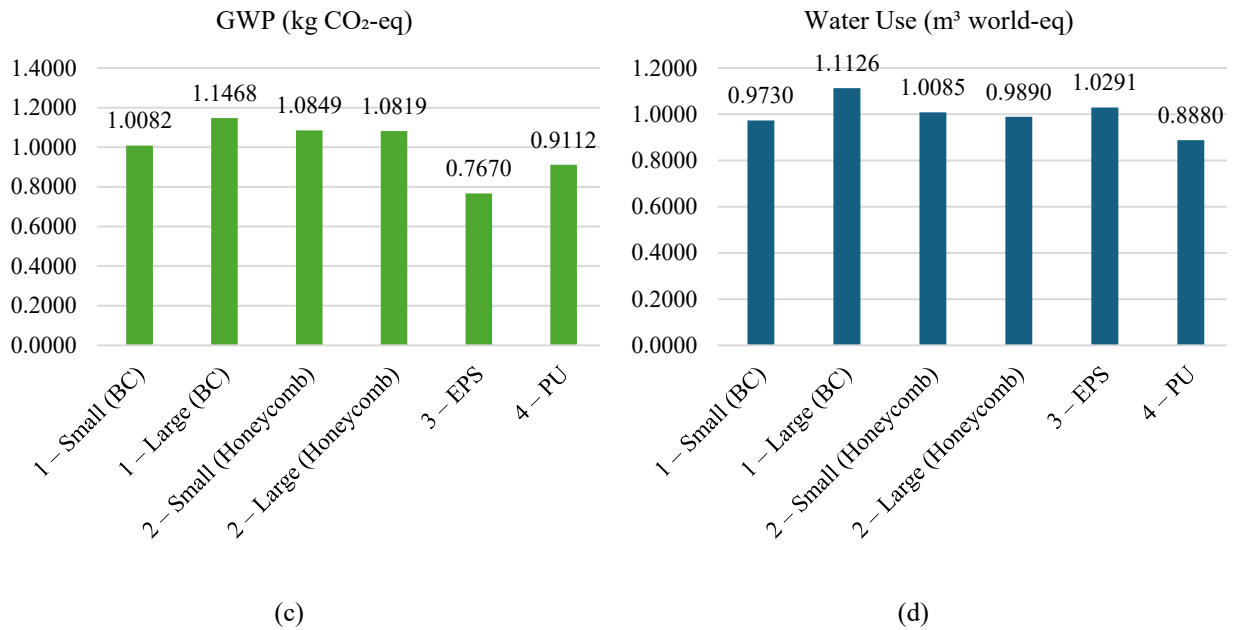 GWP (kg CO₂-eq)
1.4000
1.2000
1.0000
0.8000
0.6000
0.4000
0.2000
0.0000
1.0082
1.1468
1.0849
1.0819
0.7670
0.9112
1 – Small (BC)
1 – Large (BC)
2 – Small (Honeycomb)
2 – Large (Honeycomb)
3 – EPS
4 – PU
(c)
Water Use (m³ world-eq)
1.2000
1.0000
0.8000
0.6000
0.4000
0.2000
0.0000
0.9730
1.1126
1.0085
0.9890
1.0291
0.8880
1 – Small (BC)
1 – Large (BC)
2 – Small (Honeycomb)
2 – Large (Honeycomb)
3 – EPS
4 – PU
(d)